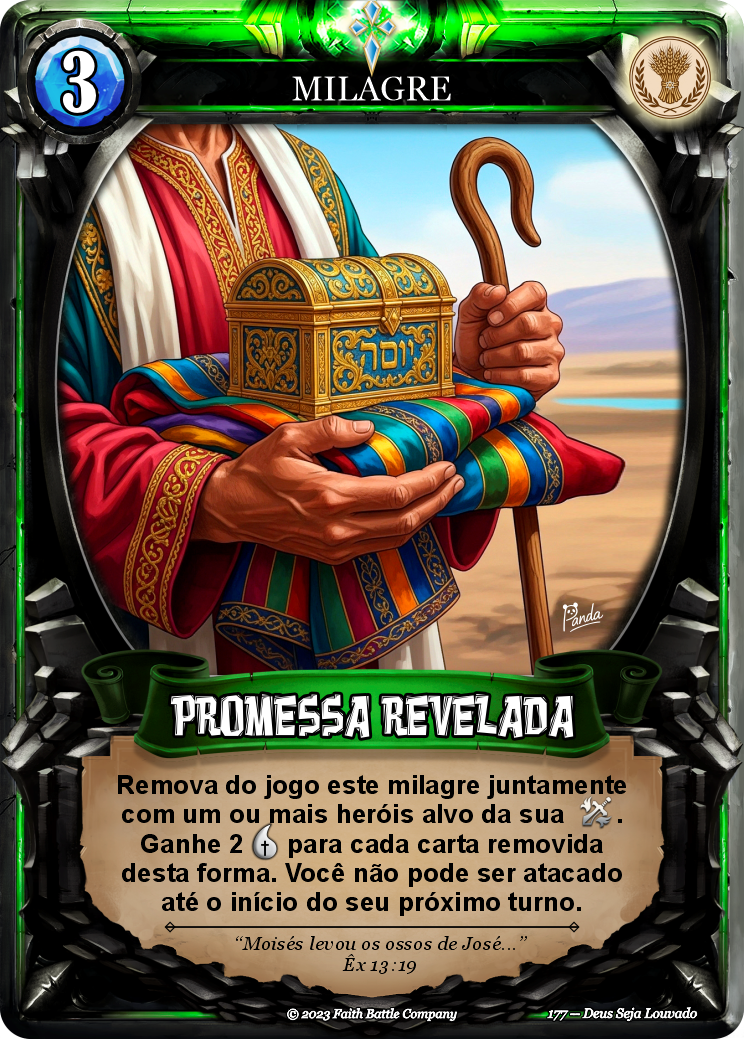 3
MILAGRE
יוסף
Panda
PROMESSA REVELADA
Remova do jogo este milagre juntamente
com um ou mais heróis alvo da sua .
Ganhe 2 para cada carta removida
desta forma. Você não pode ser atacado
até o início do seu próximo turno.
“Moisés levou os ossos de José...”
Êx 13:19
© 2023 Faith Battle Company
177 — Deus Seja Louvado